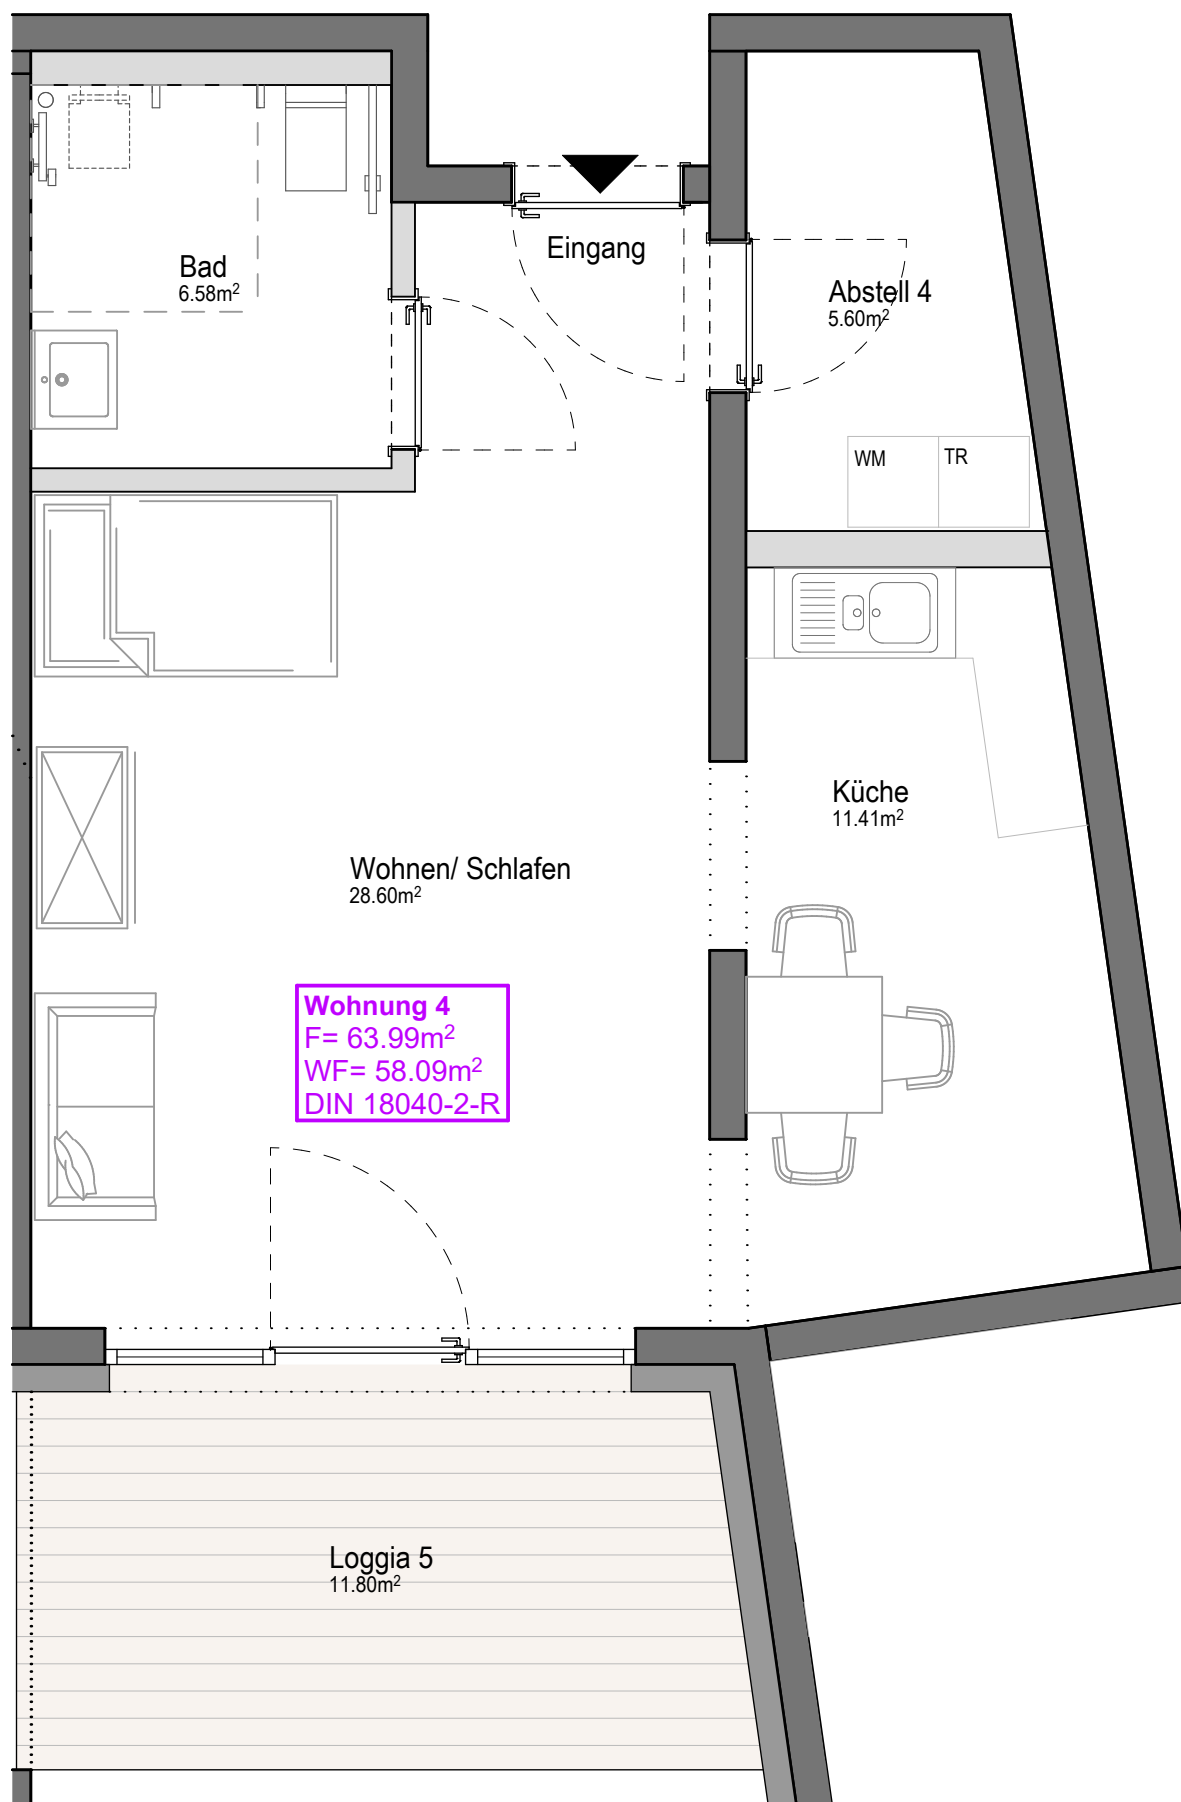 Eingang
Bad
6.58m²
Abstell 4
5.60m²
WM
TR
Küche
11.41m²
Wohnen/ Schlafen
28.60m²
Wohnung 4
F= 63.99m²
WF= 58.09m²
DIN 18040-2-R
Loggia 5
11.80m²